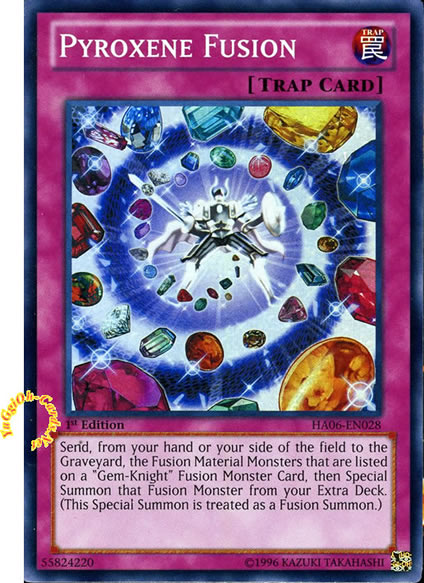 PYROXENE FUSION
TRAP
罠
[TRAP CARD]
YuGgiOh-Cards.Net
1st Edition
HA06-EN028
Send, from your hand or your side of the field to the
Graveyard, the Fusion Material Monsters that are listed
on a "Gem-Knight" Fusion Monster Card, then Special
Summon that Fusion Monster from your Extra Deck.
(This Special Summon is treated as a Fusion Summon.)
55824220
©1996 KAZUKI TAKAHASHI